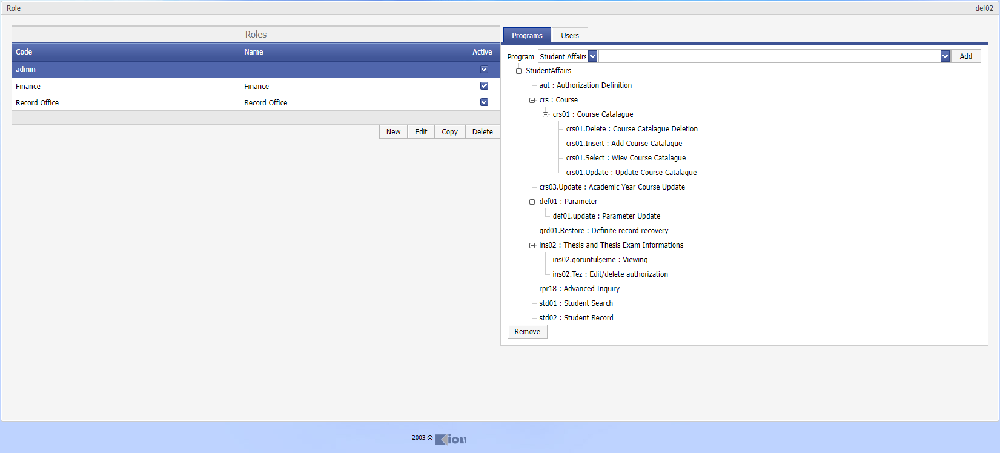 Role def02
Roles
Code Name Active
admin
Finance Finance
Record Office Record Office
New Edit Copy Delete
Programs Users
Program Student Affairs Add
StudentAffairs
aut : Authorization Definition
crs : Course
crs01 : Course Catalague
crs01.Delete : Course Catalague Deletion
crs01.Insert : Add Course Catalague
crs01.Select : Wiev Course Catalague
crs01.Update : Update Course Catalague
crs03.Update : Academic Year Course Update
def01 : Parameter
def01.update : Parameter Update
grd01.Restore : Definite record recovery
ins02 : Thesis and Thesis Exam Informations
ins02.goruntulşeme : Viewing
ins02.Tez : Edit/delete authorization
rpr18 : Advanced Inquiry
std01 : Student Search
std02 : Student Record
Remove
2003 © Kion